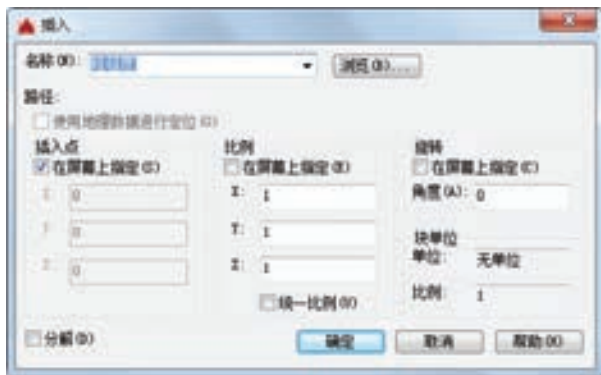 插入
名称(N): 浏览(B)...
路径:
使用地理数据进行定位(G)
插入点
在屏幕上指定(S)
X: 0
Y: 0
Z: 0
比例
在屏幕上指定(E)
X: 1
Y: 1
Z: 1
统一比例(U)
旋转
在屏幕上指定(C)
角度(A): 0
块单位
单位: 无单位
比例: 1
分解(D)
确定 取消 帮助(H)